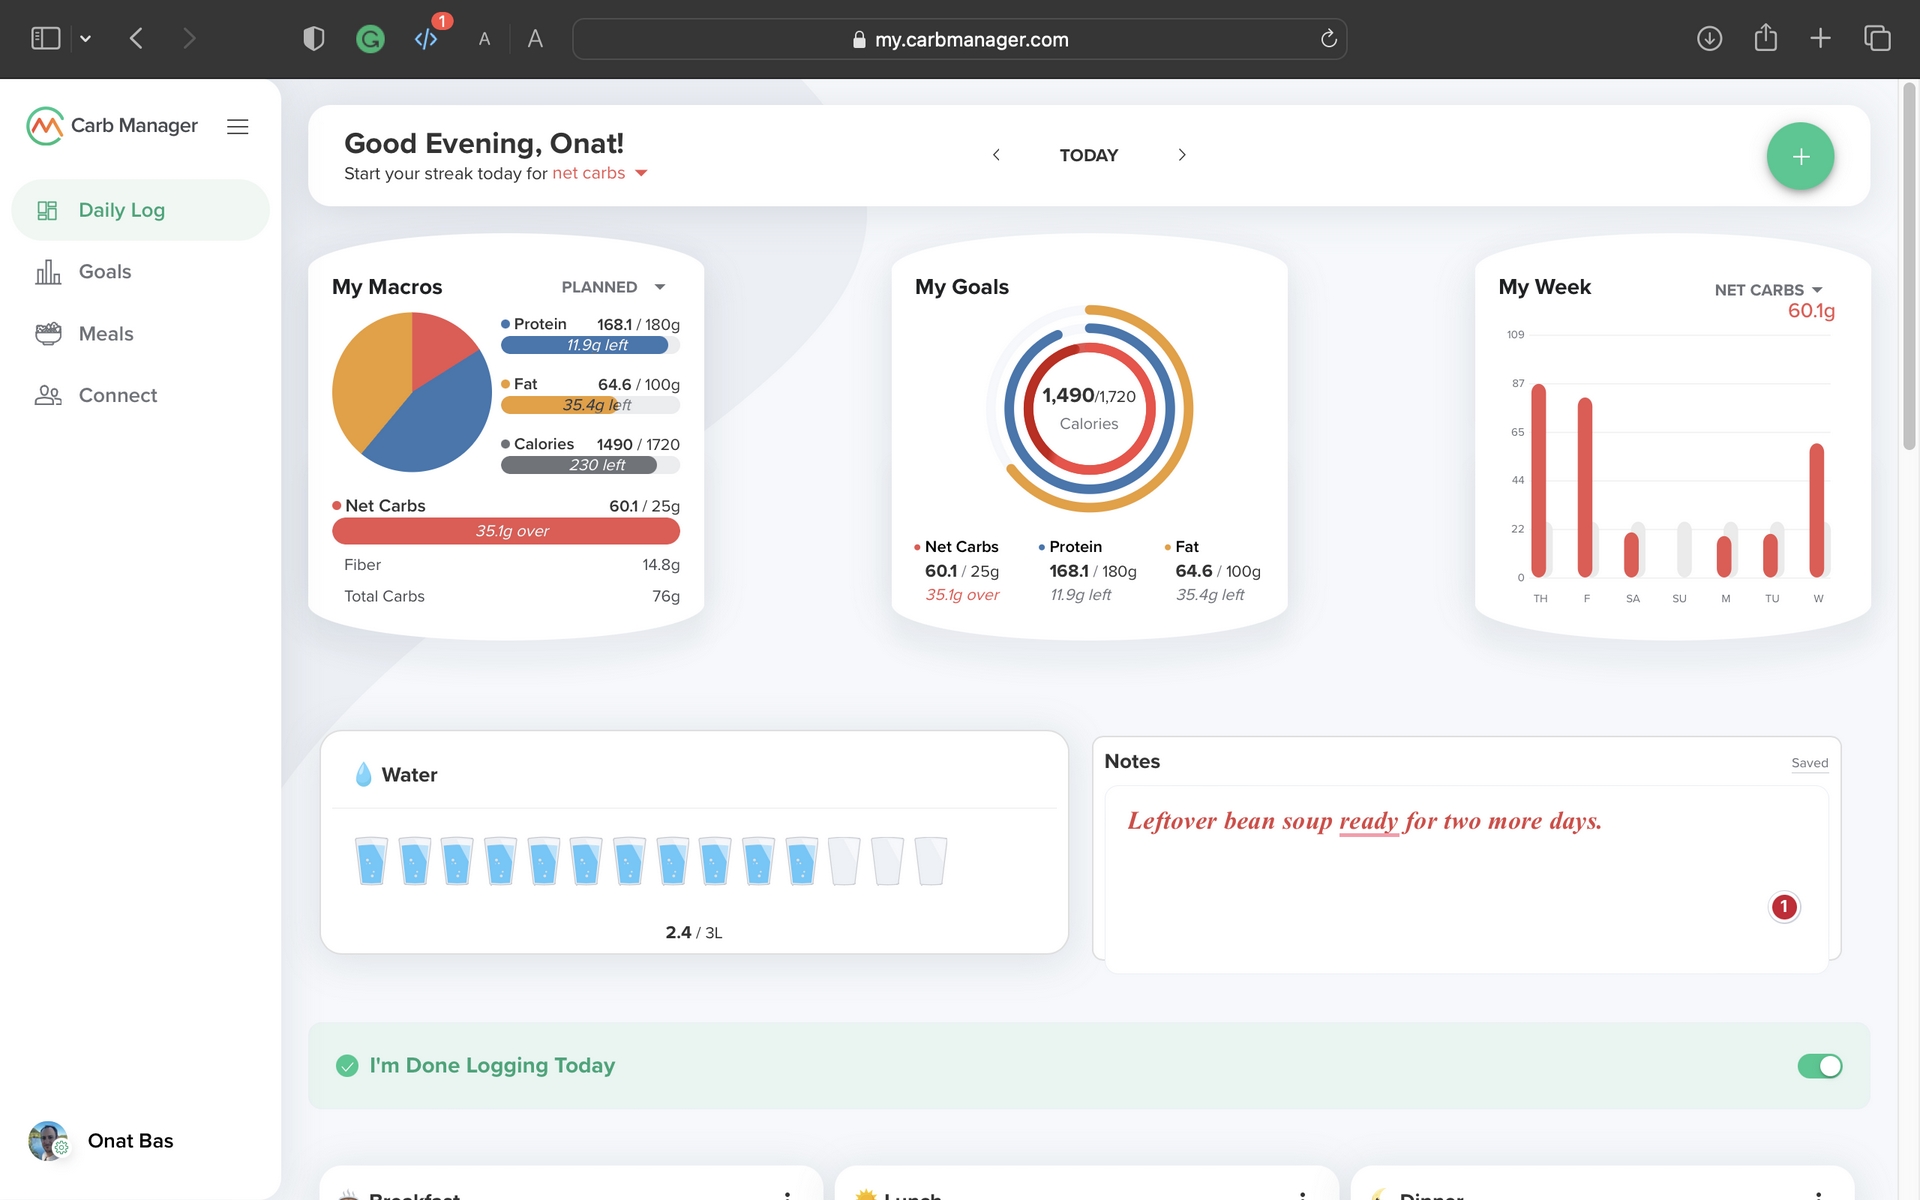 1
A
A
my.carbmanager.com
Carb Manager
Daily Log
Goals
Meals
Connect
Onat Bas
Good Evening, Onat!
Start your streak today for net carbs
TODAY
My Macros
PLANNED
Protein 168.1 / 180g
11.9g left
Fat 64.6 / 100g
35.4g left
Calories 1490 / 1720
230 left
Net Carbs 60.1 / 25g
35.1g over
Fiber 14.8g
Total Carbs 76g
My Goals
1,490/1,720
Calories
Net Carbs
60.1 / 25g
35.1g over
Protein
168.1 / 180g
11.9g left
Fat
64.6 / 100g
35.4g left
My Week
NET CARBS
60.1g
109
87
65
44
22
0
TH F SA SU M TU W
Water
2.4 / 3L
Notes
Saved
Leftover bean soup ready for two more days.
1
I'm Done Logging Today
Breakfast
Lunch
Dinner